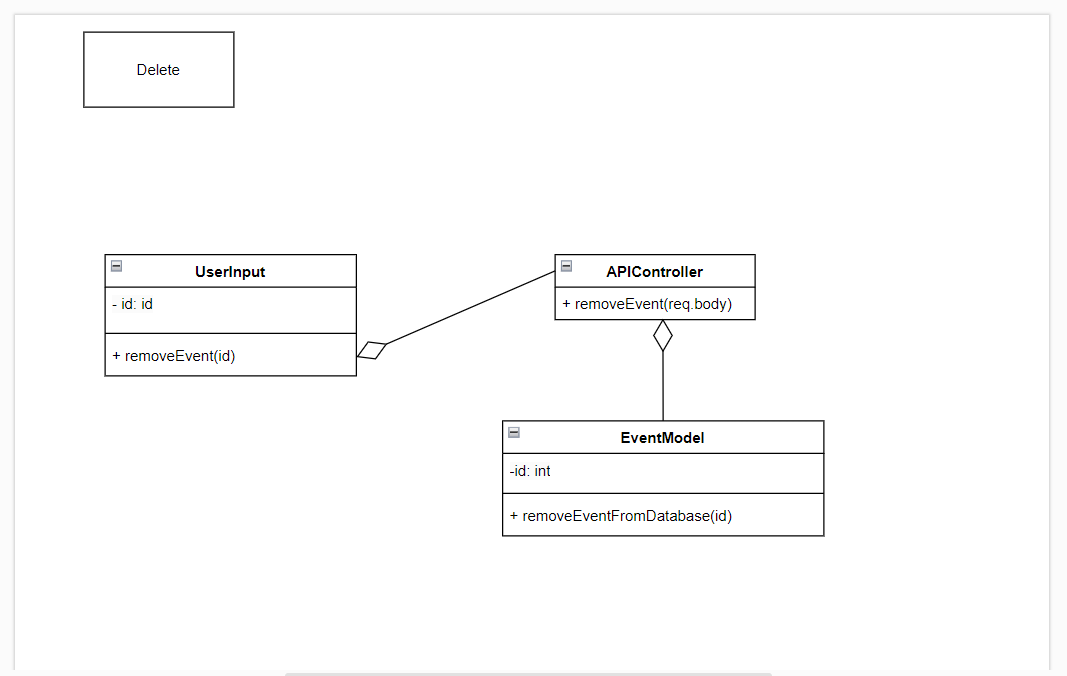 Delete
UserInput
- id: id
+ removeEvent(id)
APIController
+ removeEvent(req.body)
EventModel
-id: int
+ removeEventFromDatabase(id)